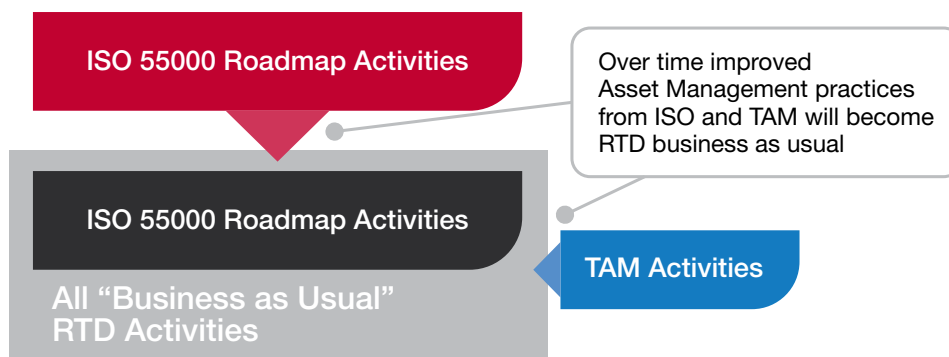 ISO 55000 Roadmap Activities
Over time improved
Asset Management practices
from ISO and TAM will become
RTD business as usual
ISO 55000 Roadmap Activities
TAM Activities
All “Business as Usual”
RTD Activities